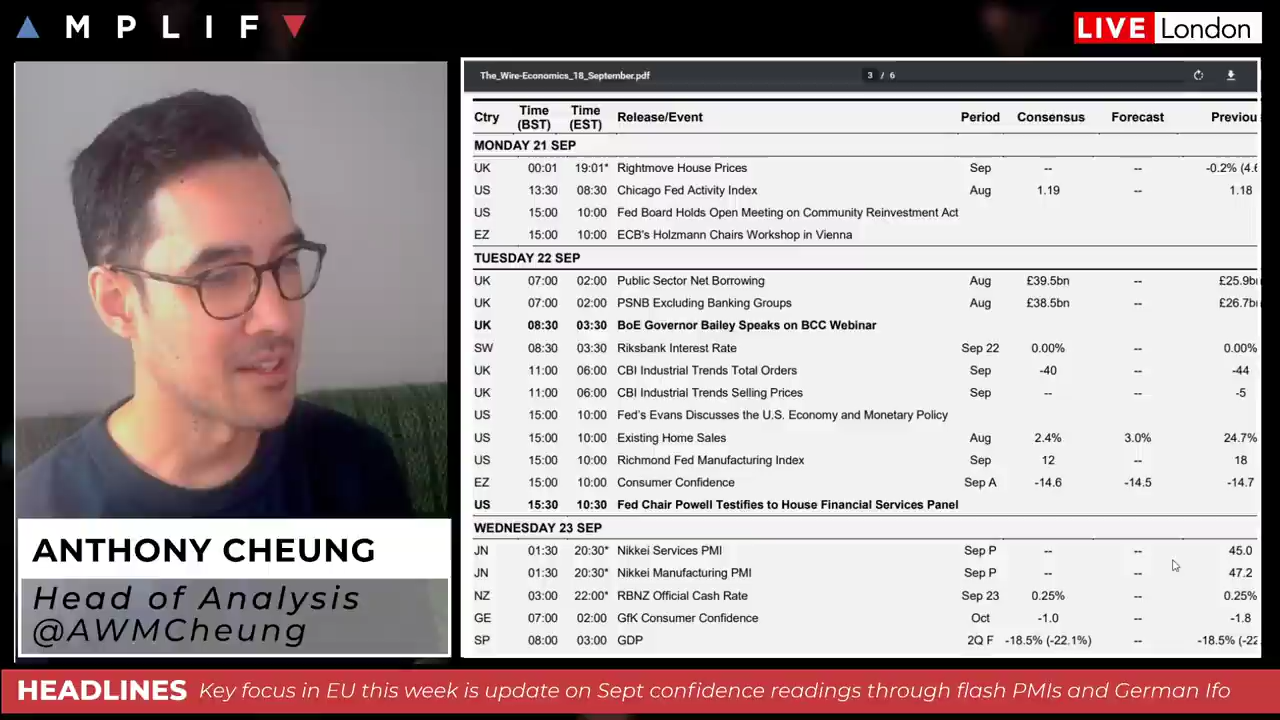 AMPLIFY
LIVE London
The_Wire-Economics_18_September.pdf
3 / 6
Ctry Time (BST) Time (EST) Release/Event Period Consensus Forecast Previou
MONDAY 21 SEP
UK 00:01 19:01* Rightmove House Prices Sep -- -- -0.2% (4.6
US 13:30 08:30 Chicago Fed Activity Index Aug 1.19 -- 1.18
US 15:00 10:00 Fed Board Holds Open Meeting on Community Reinvestment Act
EZ 15:00 10:00 ECB's Holzmann Chairs Workshop in Vienna
TUESDAY 22 SEP
UK 07:00 02:00 Public Sector Net Borrowing Aug £39.5bn -- £25.9b
UK 07:00 02:00 PSNB Excluding Banking Groups Aug £38.5bn -- £26.7b
UK 08:30 03:30 BoE Governor Bailey Speaks on BCC Webinar
SW 08:30 03:30 Riksbank Interest Rate Sep 22 0.00% -- 0.00%
UK 11:00 06:00 CBI Industrial Trends Total Orders Sep -40 -- -44
UK 11:00 06:00 CBI Industrial Trends Selling Prices Sep -- -- -5
US 15:00 10:00 Fed's Evans Discusses the U.S. Economy and Monetary Policy
US 15:00 10:00 Existing Home Sales Aug 2.4% 3.0% 24.7%
US 15:00 10:00 Richmond Fed Manufacturing Index Sep 12 -- 18
EZ 15:00 10:00 Consumer Confidence Sep A -14.6 -14.5 -14.7
US 15:30 10:30 Fed Chair Powell Testifies to House Financial Services Panel
WEDNESDAY 23 SEP
JN 01:30 20:30* Nikkei Services PMI Sep P -- -- 45.0
JN 01:30 20:30* Nikkei Manufacturing PMI Sep P -- -- 47.2
NZ 03:00 22:00* RBNZ Official Cash Rate Sep 23 0.25% -- 0.25%
GE 07:00 02:00 GfK Consumer Confidence Oct -1.0 -- -1.8
SP 08:00 03:00 GDP 2Q F -18.5% (-22.1%) -- -18.5% (-22
ANTHONY CHEUNG
Head of Analysis
@AWMCheung
HEADLINES Key focus in EU this week is update on Sept confidence readings through flash PMIs and German Ifo